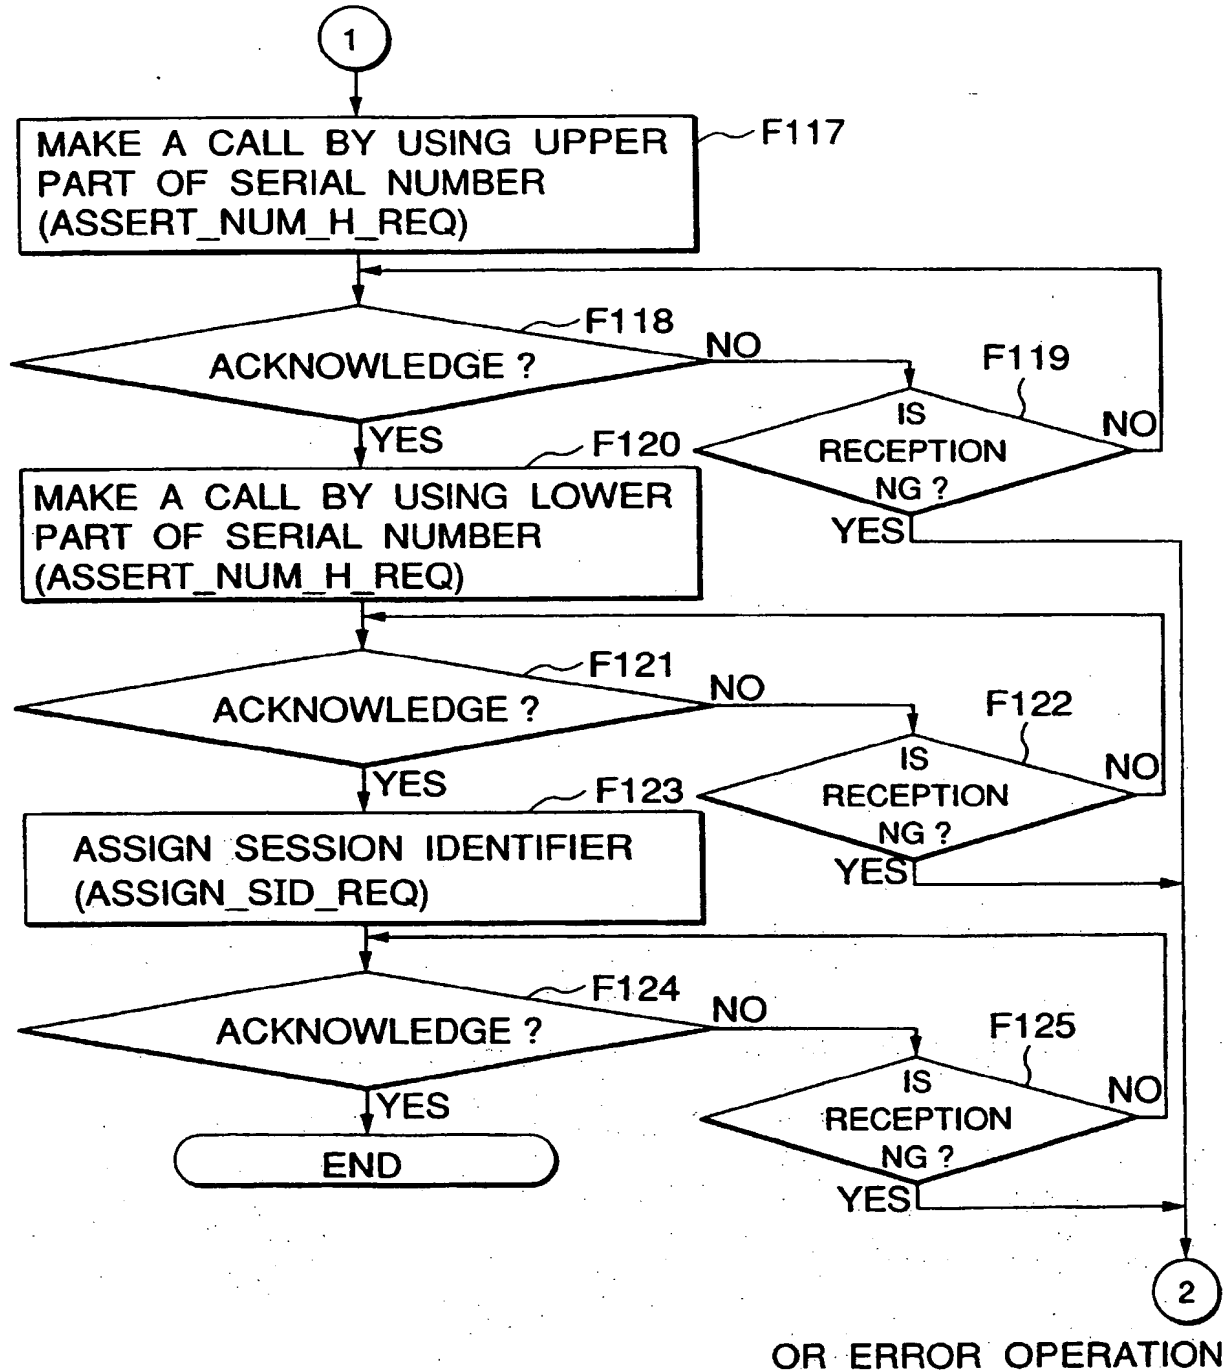 1
MAKE A CALL BY USING UPPER
PART OF SERIAL NUMBER
(ASSERT_NUM_H_REQ)
F117
ACKNOWLEDGE ?
F118
NO
YES
IS
RECEPTION
NG ?
F119
NO
YES
F120
MAKE A CALL BY USING LOWER
PART OF SERIAL NUMBER
(ASSERT_NUM_H_REQ)
ACKNOWLEDGE ?
F121
NO
YES
IS
RECEPTION
NG ?
F122
NO
YES
F123
ASSIGN SESSION IDENTIFIER
(ASSIGN_SID_REQ)
ACKNOWLEDGE ?
F124
NO
YES
IS
RECEPTION
NG ?
F125
NO
YES
END
2
OR ERROR OPERATION